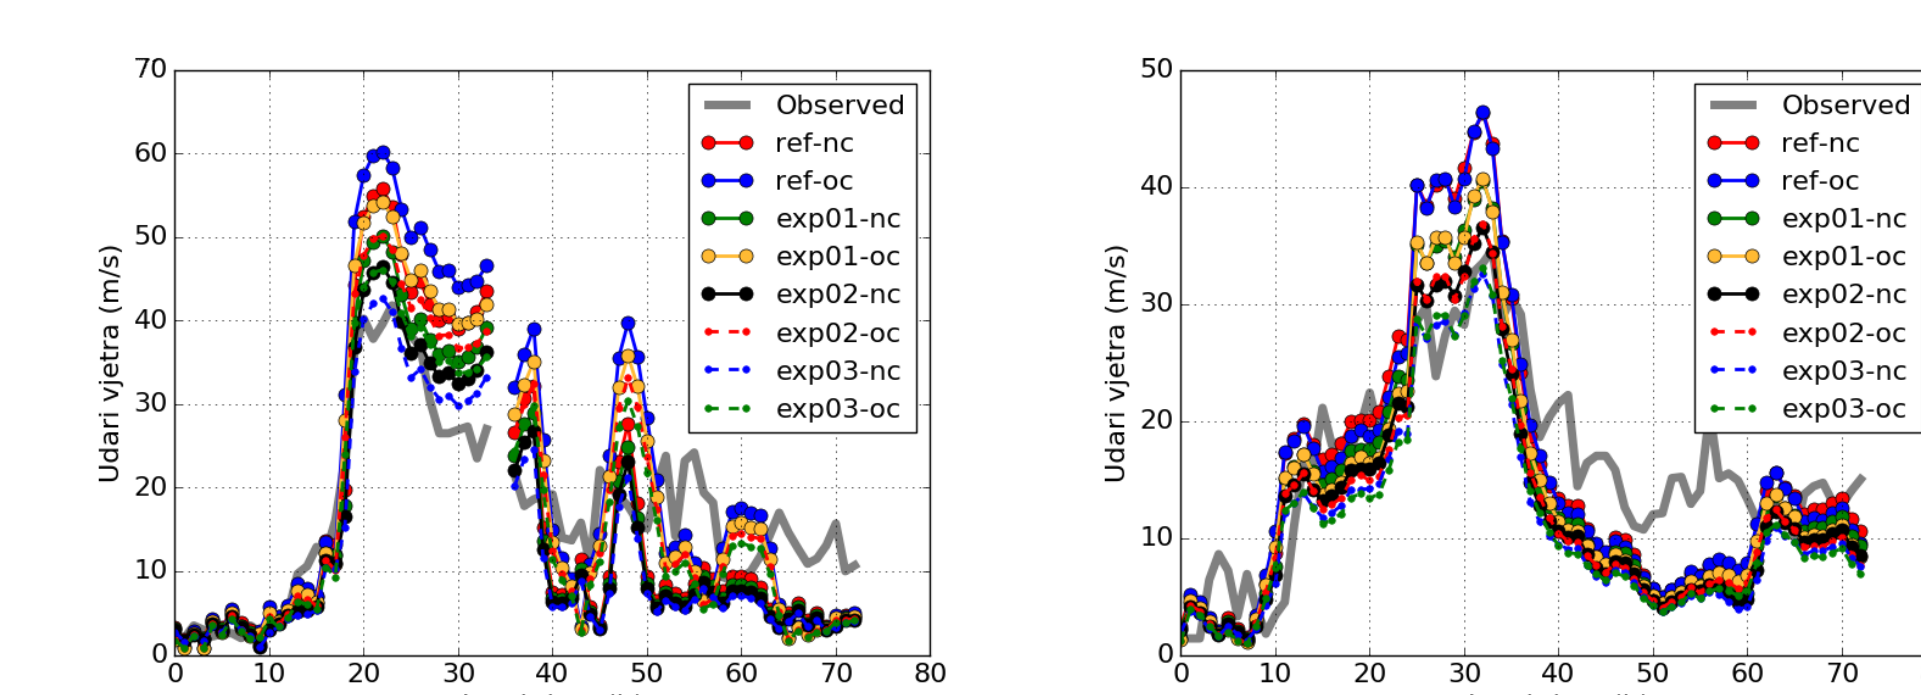 70
60
50
40
30
20
10
0
Udari vjetra (m/s)
0 10 20 30 40 50 60 70 80
Observed
ref-nc
ref-oc
exp01-nc
exp01-oc
exp02-nc
exp02-oc
exp03-nc
exp03-oc
50
40
30
20
10
0
Udari vjetra (m/s)
0 10 20 30 40 50 60 70
Observed
ref-nc
ref-oc
exp01-nc
exp01-oc
exp02-nc
exp02-oc
exp03-nc
exp03-oc